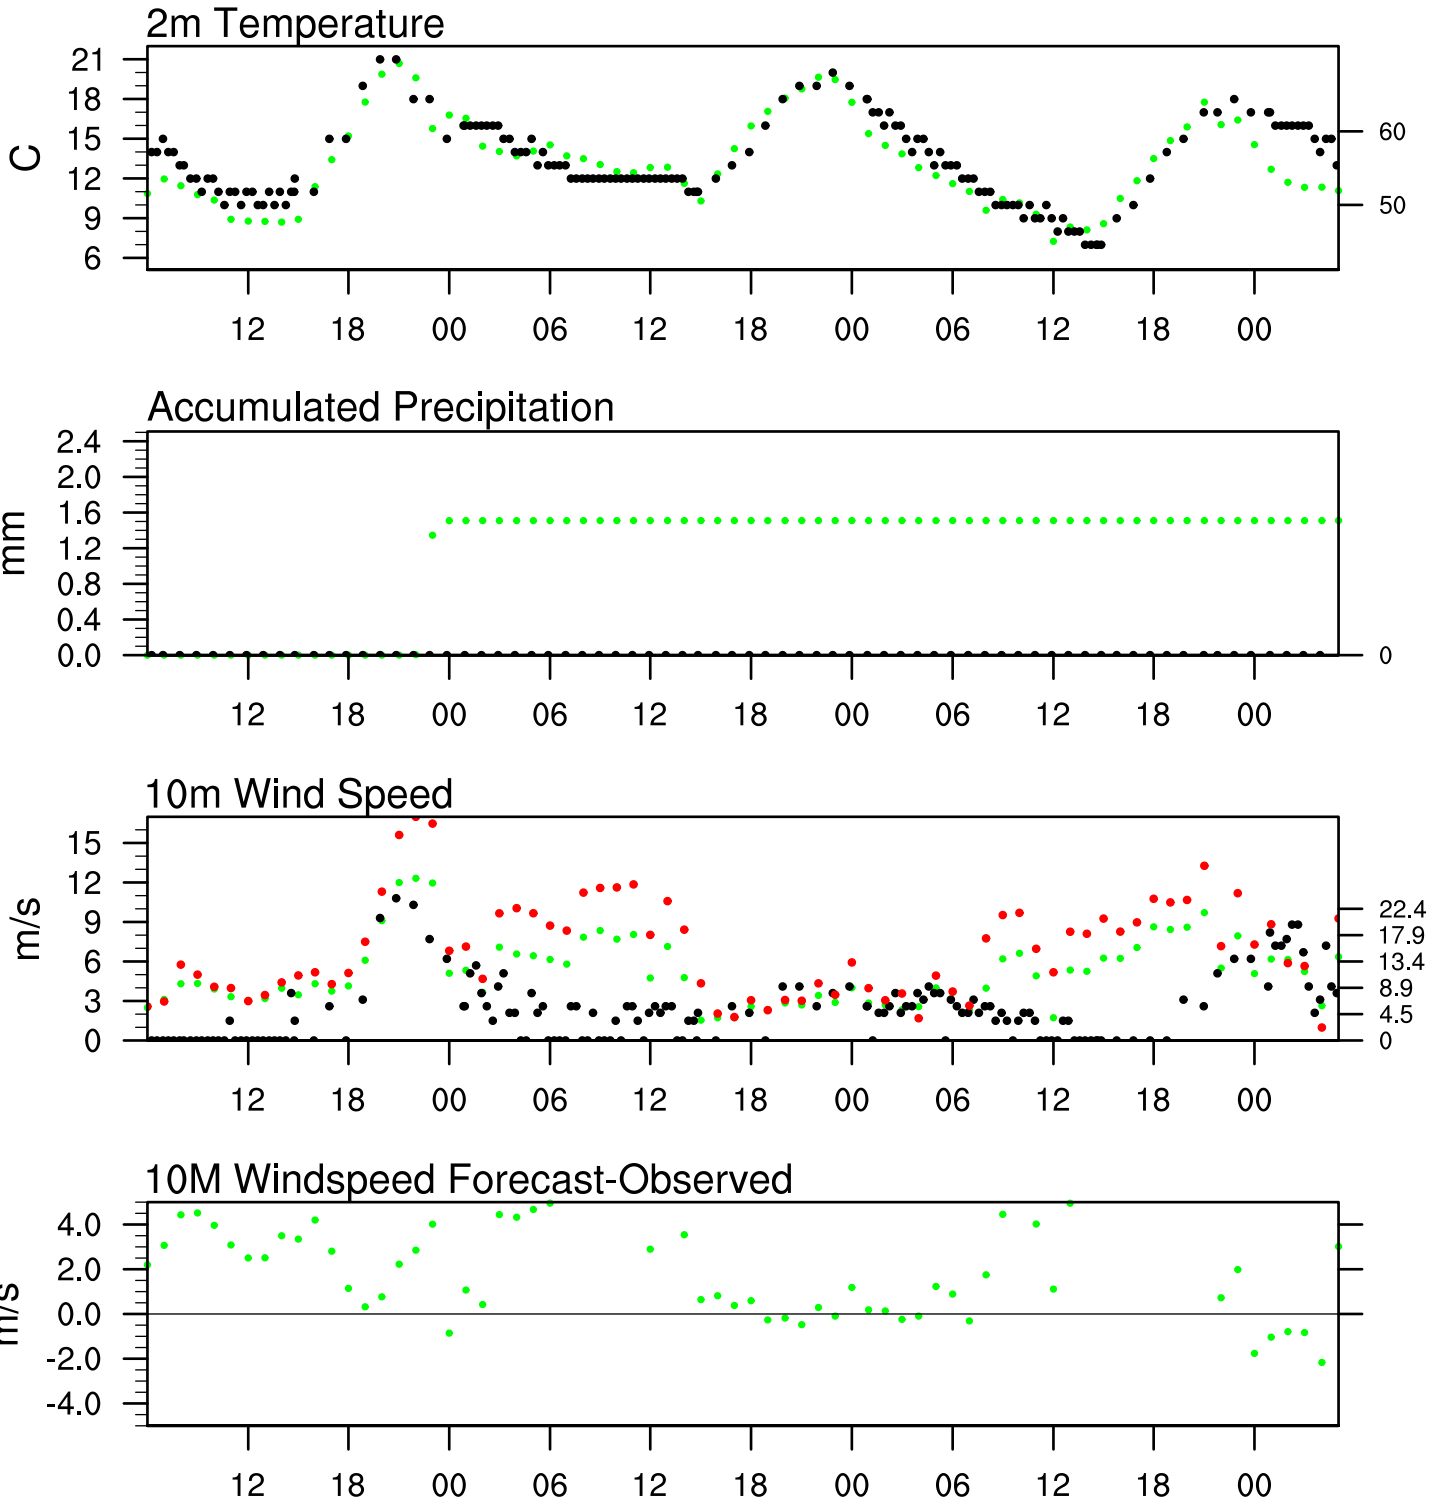 2m Temperature
21
18
15
12
9
6
C
60
50
12 18 00 06 12 18 00 06 12 18 00
Accumulated Precipitation
2.4
2.0
1.6
1.2
0.8
0.4
0.0
mm
0
12 18 00 06 12 18 00 06 12 18 00
10m Wind Speed
15
12
9
6
3
0
m/s
22.4
17.9
13.4
8.9
4.5
0
12 18 00 06 12 18 00 06 12 18 00
10M Windspeed Forecast-Observed
4.0
2.0
0.0
-2.0
-4.0
m/s
12 18 00 06 12 18 00 06 12 18 00